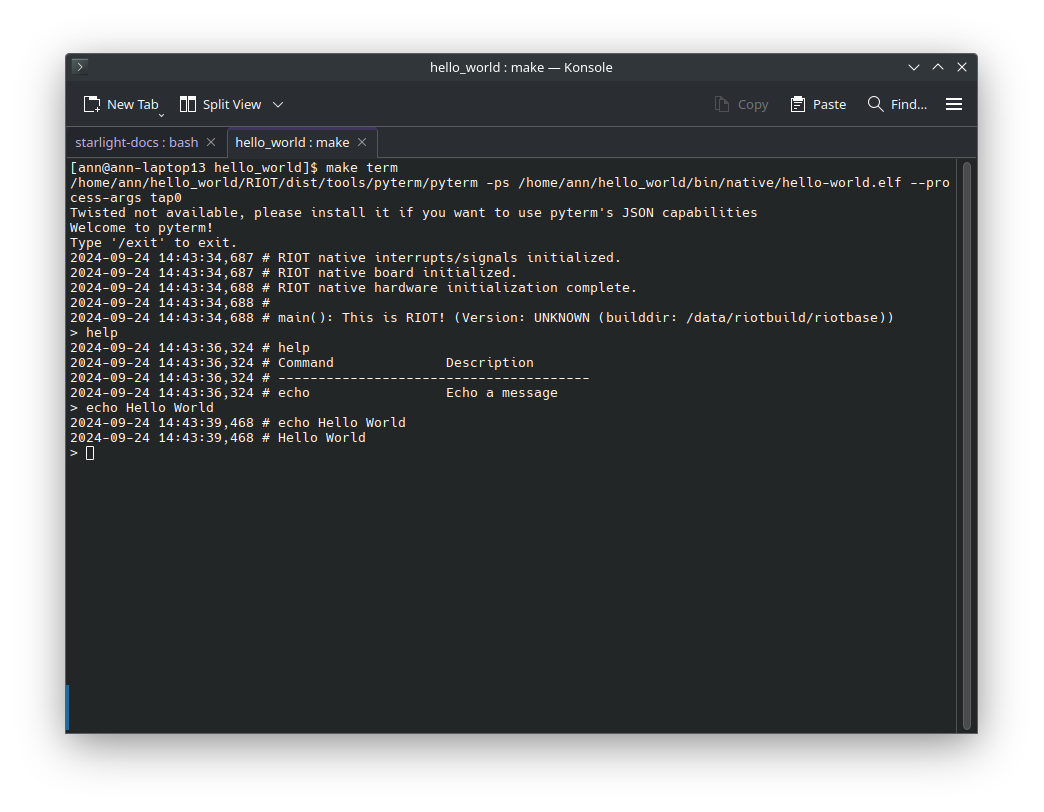 hello_world : make — Konsole
New Tab Split View Copy Paste Find...
starlight-docs : bash hello_world : make
[ann@ann-laptop13 hello_world]$ make term
/home/ann/hello_world/RIOT/dist/tools/pyterm/pyterm -ps /home/ann/hello_world/bin/native/hello-world.elf --pro
cess-args tap0
Twisted not available, please install it if you want to use pyterm's JSON capabilities
Welcome to pyterm!
Type '/exit' to exit.
2024-09-24 14:43:34,687 # RIOT native interrupts/signals initialized.
2024-09-24 14:43:34,687 # RIOT native board initialized.
2024-09-24 14:43:34,688 # RIOT native hardware initialization complete.
2024-09-24 14:43:34,688 #
2024-09-24 14:43:34,688 # main(): This is RIOT! (Version: UNKNOWN (builddir: /data/riotbuild/riotbase))
> help
2024-09-24 14:43:36,324 # help
2024-09-24 14:43:36,324 # Command              Description
2024-09-24 14:43:36,324 # ---------------------------------------
2024-09-24 14:43:36,324 # echo                 Echo a message
> echo Hello World
2024-09-24 14:43:39,468 # echo Hello World
2024-09-24 14:43:39,468 # Hello World
>